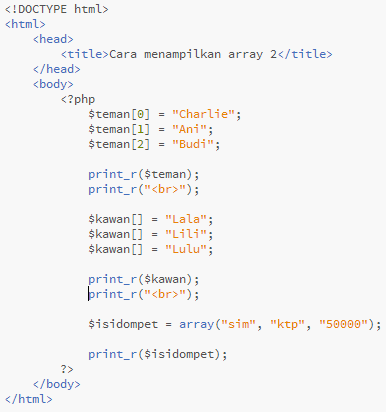 <!DOCTYPE html>
<html>
    <head>
        <title>Cara menampilkan array 2</title>
    </head>
    <body>
        <?php
            $teman[0] = "Charlie";
            $teman[1] = "Ani";
            $teman[2] = "Budi";

            print_r($teman);
            print_r("<br>");

            $kawan[] = "Lala";
            $kawan[] = "Lili";
            $kawan[] = "Lulu";

            print_r($kawan);
            print_r("<br>");

            $isidompet = array("sim", "ktp", "50000");

            print_r($isidompet);
        ?>
    </body>
</html>